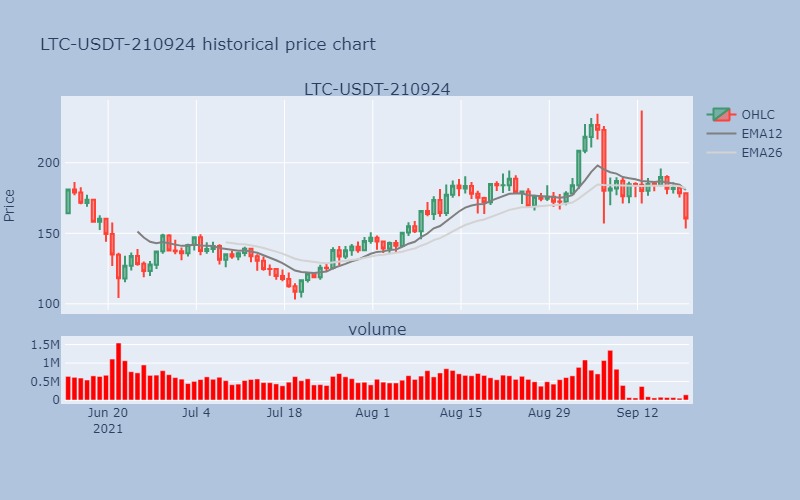 LTC-USDT-210924 historical price chart
LTC-USDT-210924
OHLC
EMA12
EMA26
Price
200
150
100
volume
1.5M
1M
0.5M
0
Jun 20 Jul 4 Jul 18 Aug 1 Aug 15 Aug 29 Sep 12
2021